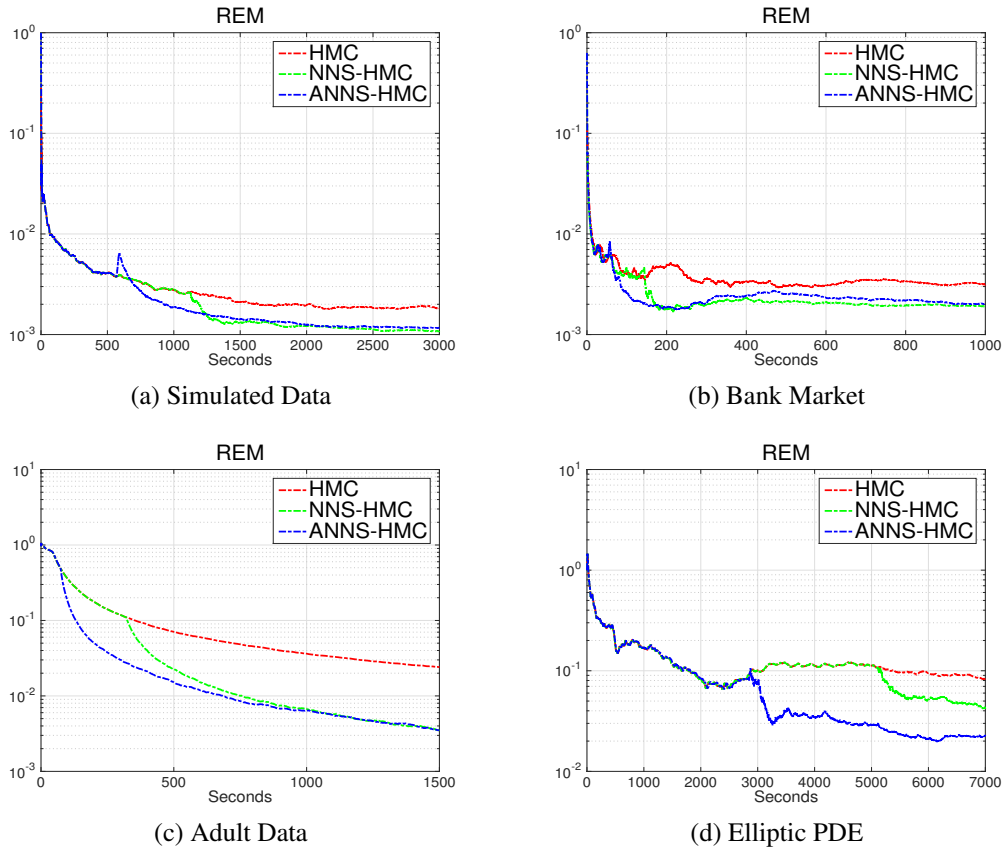 REM
10^0
10^-1
10^-2
10^-3
0 500 1000 1500 2000 2500 3000
Seconds
HMC
NNS-HMC
ANNS-HMC
(a) Simulated Data
REM
10^0
10^-1
10^-2
10^-3
0 200 400 600 800 1000
Seconds
HMC
NNS-HMC
ANNS-HMC
(b) Bank Market
REM
10^1
10^0
10^-1
10^-2
10^-3
0 500 1000 1500
Seconds
HMC
NNS-HMC
ANNS-HMC
(c) Adult Data
REM
10^1
10^0
10^-1
10^-2
0 1000 2000 3000 4000 5000 6000 7000
Seconds
HMC
NNS-HMC
ANNS-HMC
(d) Elliptic PDE